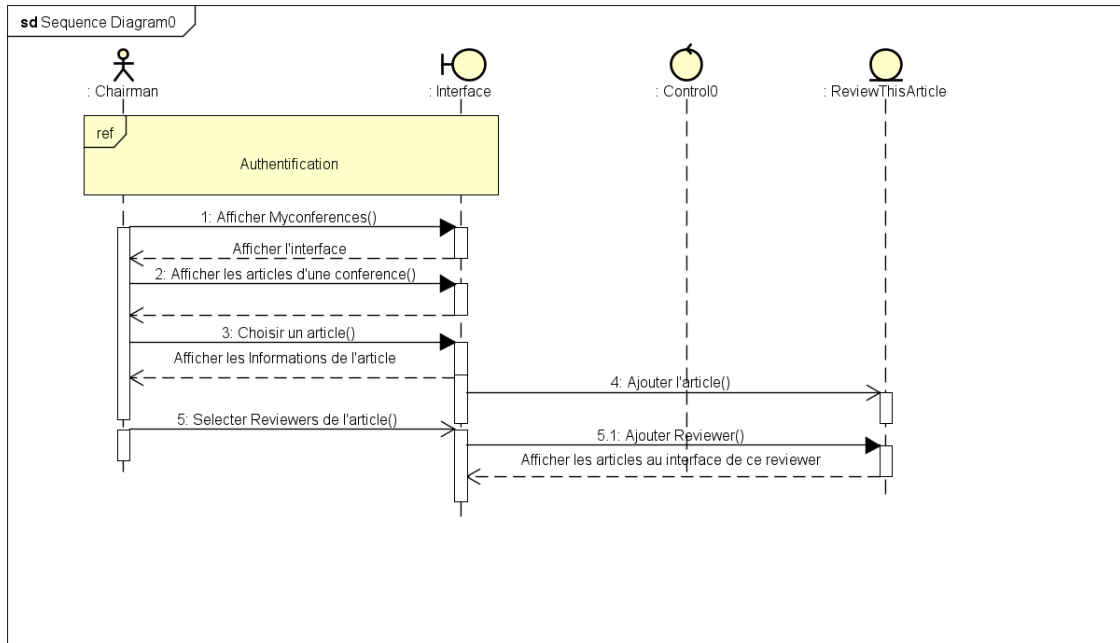 sd Sequence Diagram0
: Chairman
: Interface
: Control0
: ReviewThisArticle
ref
Authentification
1: Afficher Myconferences()
Afficher l'interface
2: Afficher les articles d'une conference()
3: Choisir un article()
Afficher les Informations de l'article
4: Ajouter l'article()
5: Selecter Reviewers de l'article()
5.1: Ajouter Reviewer()
Afficher les articles au interface de ce reviewer